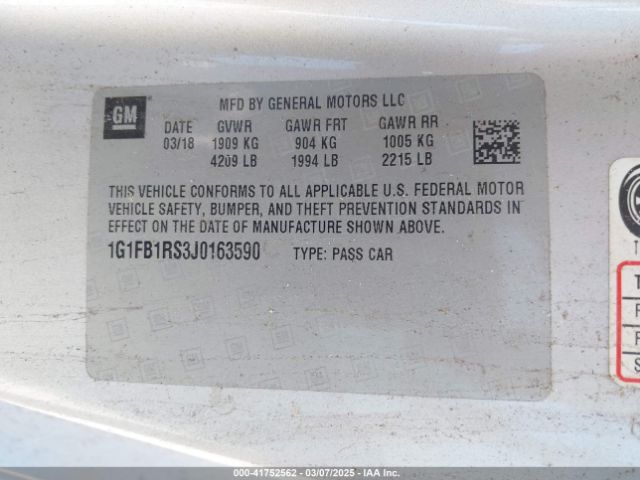 GM
MFD BY GENERAL MOTORS LLC
DATE GVWR GAWR FRT GAWR RR
03/18 1909 KG 904 KG 1005 KG
4209 LB 1994 LB 2215 LB
THIS VEHICLE CONFORMS TO ALL APPLICABLE U.S. FEDERAL MOTOR
VEHICLE SAFETY, BUMPER, AND THEFT PREVENTION STANDARDS IN
EFFECT ON THE DATE OF MANUFACTURE SHOWN ABOVE.
1G1FB1RS3J0163590 TYPE: PASS CAR
T
T
F
F
S
000-41752562 — 03/07/2025 — IAA Inc.